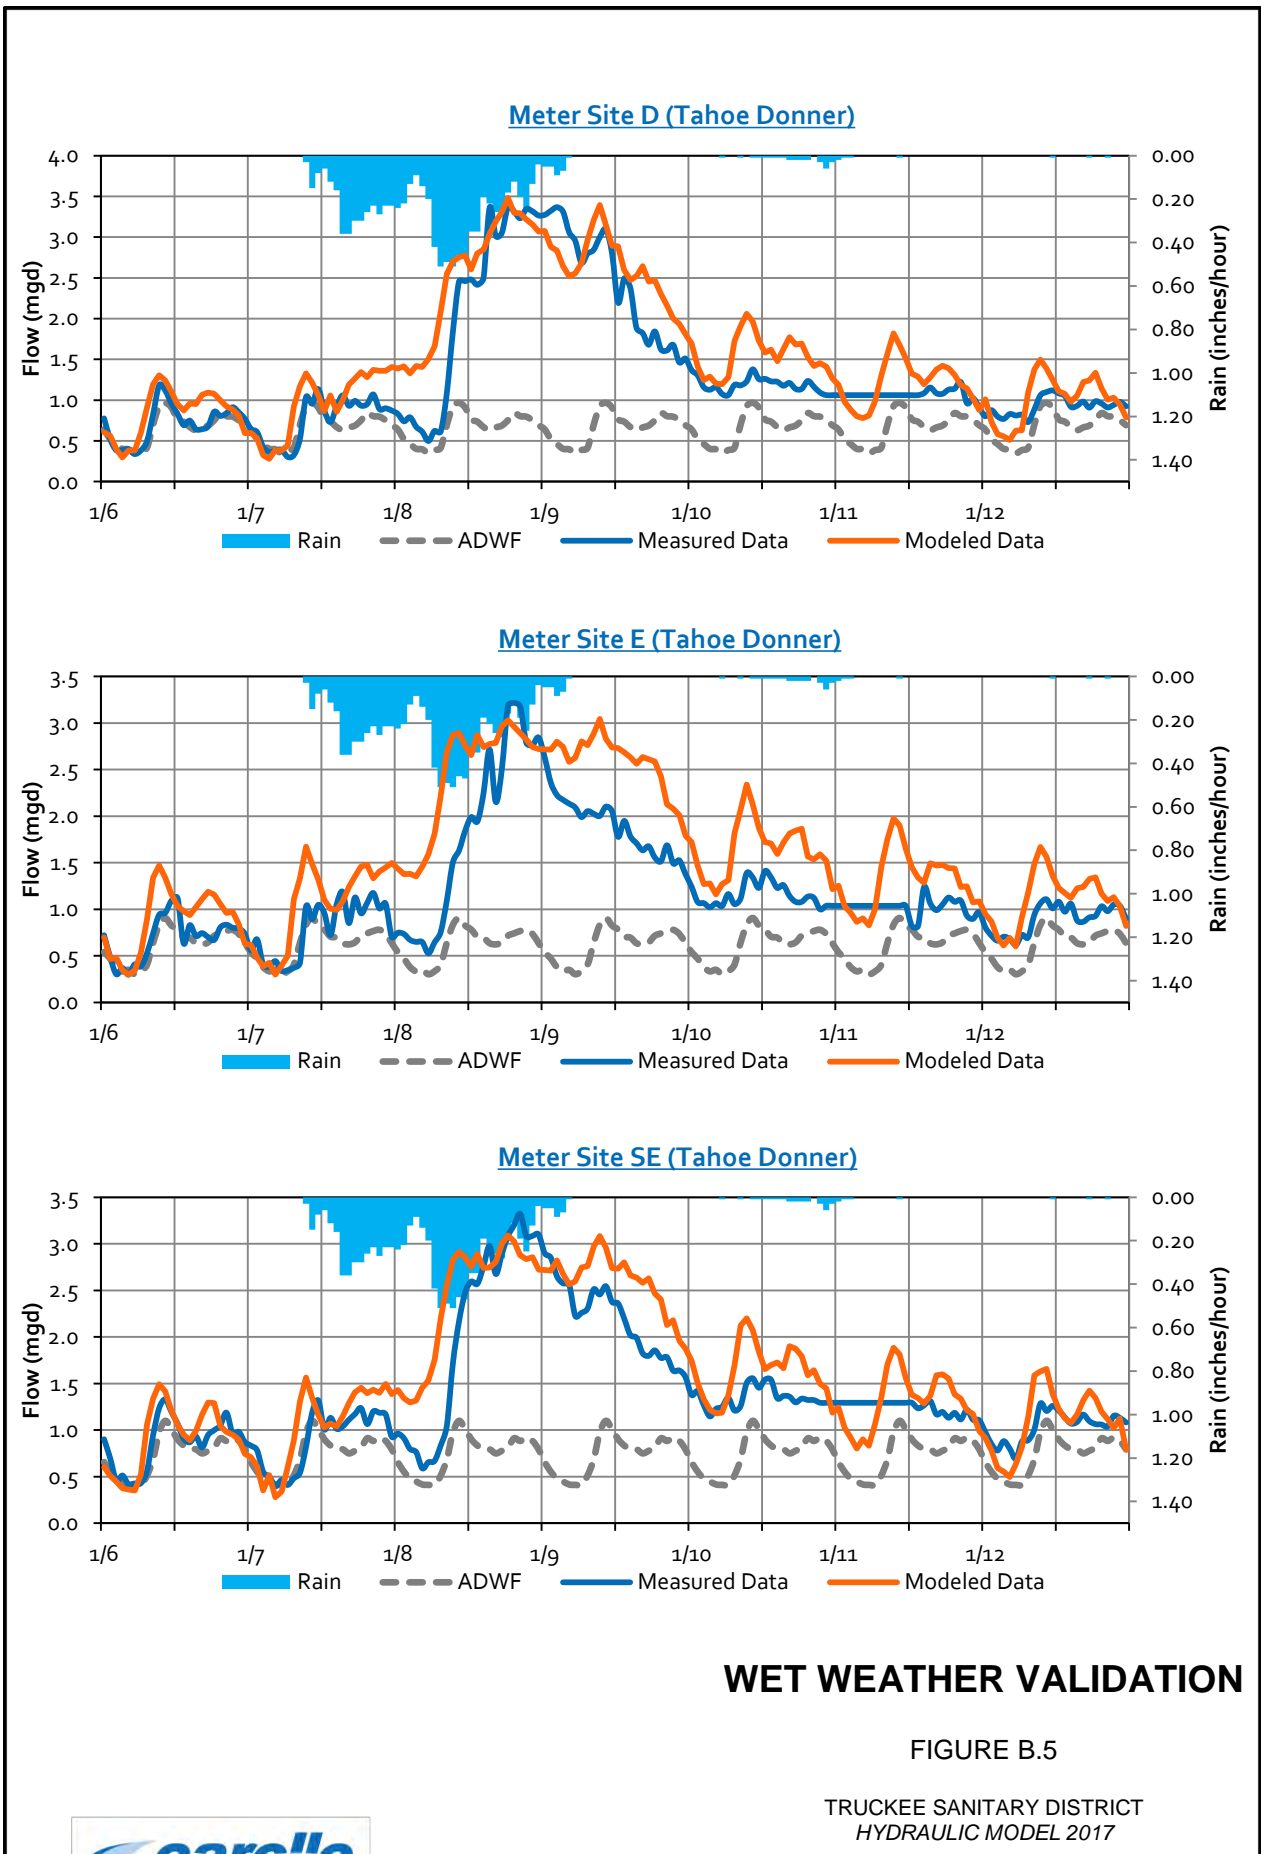 Meter Site D (Tahoe Donner)
Flow (mgd)
4.0
3.5
3.0
2.5
2.0
1.5
1.0
0.5
0.0
0.00
0.20
0.40
0.60
0.80
1.00
1.20
1.40
Rain (inches/hour)
1/6 1/7 1/8 1/9 1/10 1/11 1/12
Rain ADWF Measured Data Modeled Data
Meter Site E (Tahoe Donner)
Flow (mgd)
3.5
3.0
2.5
2.0
1.5
1.0
0.5
0.0
0.00
0.20
0.40
0.60
0.80
1.00
1.20
1.40
Rain (inches/hour)
1/6 1/7 1/8 1/9 1/10 1/11 1/12
Rain ADWF Measured Data Modeled Data
Meter Site SE (Tahoe Donner)
Flow (mgd)
3.5
3.0
2.5
2.0
1.5
1.0
0.5
0.0
0.00
0.20
0.40
0.60
0.80
1.00
1.20
1.40
Rain (inches/hour)
1/6 1/7 1/8 1/9 1/10 1/11 1/12
Rain ADWF Measured Data Modeled Data
WET WEATHER VALIDATION
FIGURE B.5
TRUCKEE SANITARY DISTRICT
HYDRAULIC MODEL 2017